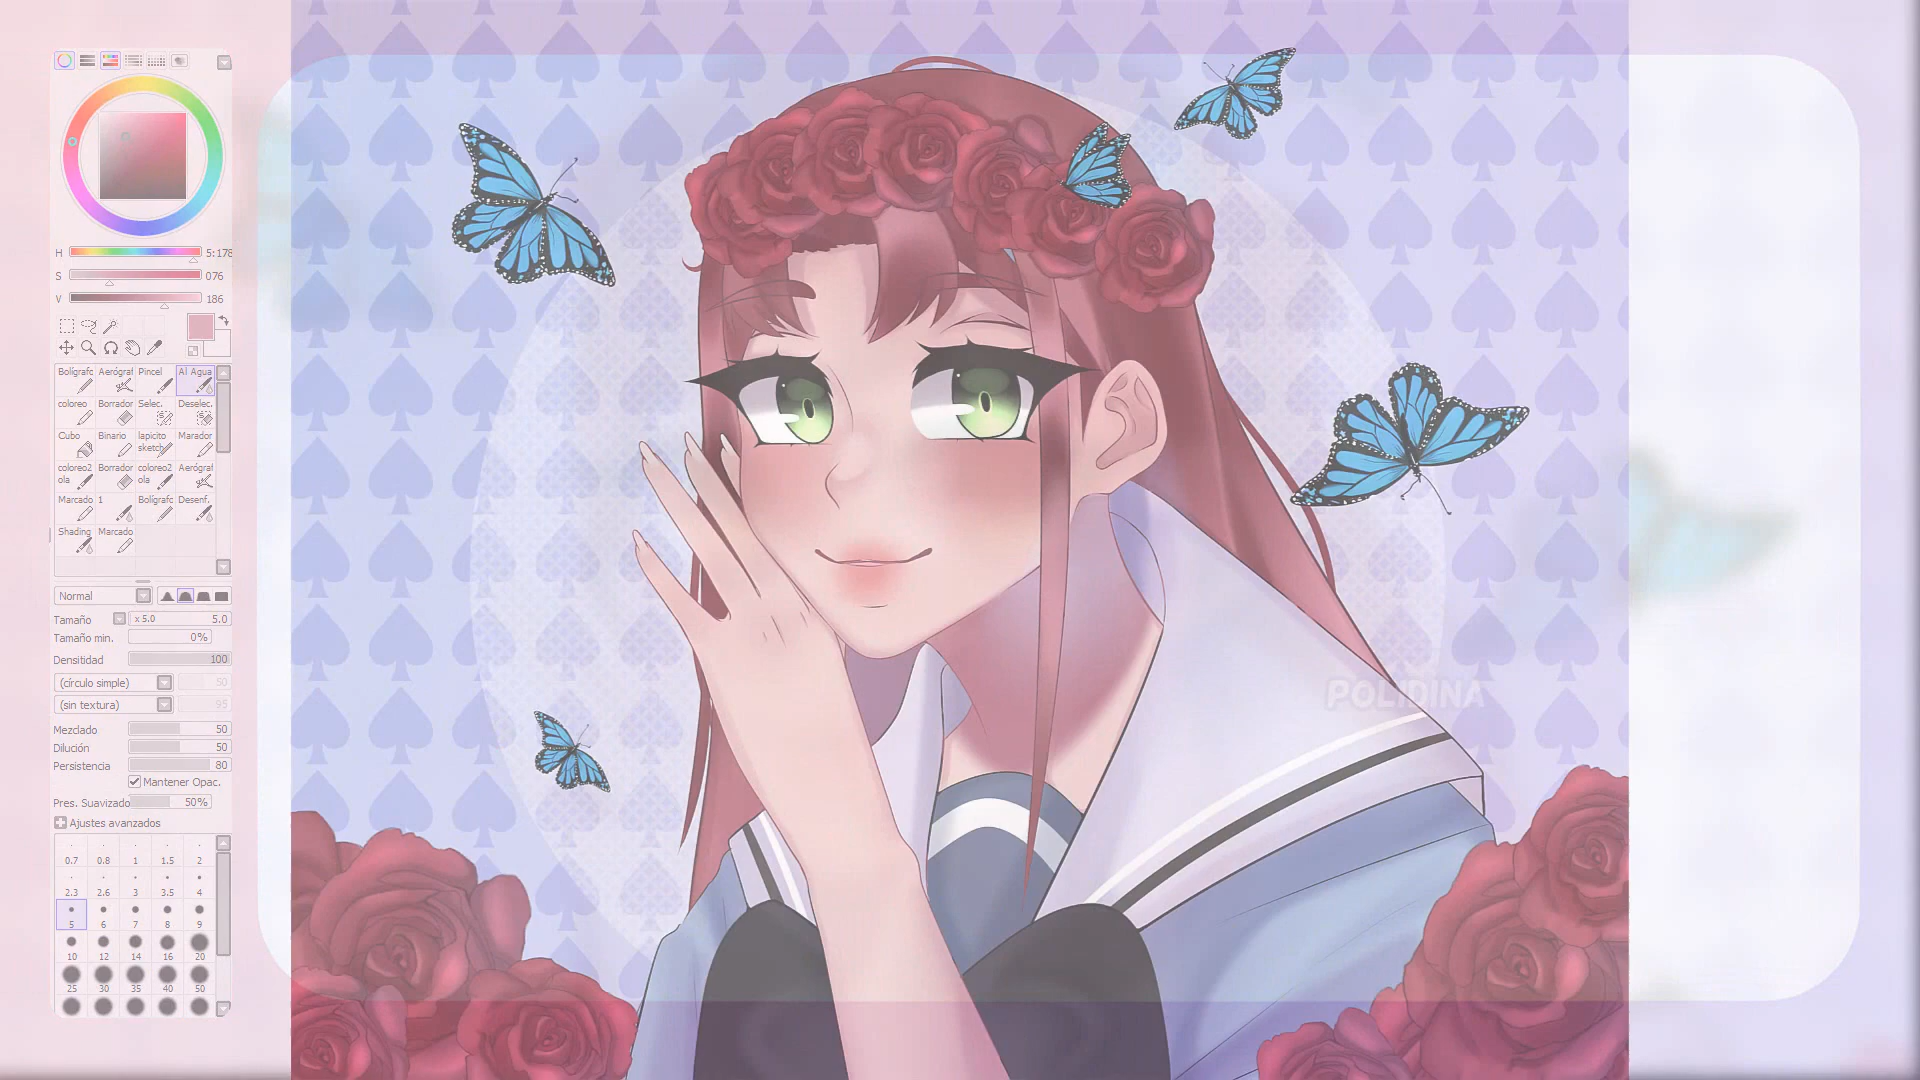 H 5:178
S 076
V 186
Bolígrafo Aerógraf Pincel Al Agua
coloreo Borrador Selec. Deselec.
Cubo Binario lapicito sketch Marador
coloreo2 ola Borrador coloreo2 ola Aerógraf
Marcado 1 Bolígrafo Desenf.
Shading Marcado
Normal
Tamaño x 5.0 5.0
Tamaño min. 0%
Densitidad 100
(círculo simple) 50
(sin textura) 95
Mezclado 50
Dilución 50
Persistencia 80
Mantener Opac.
Pres. Suavizado 50%
Ajustes avanzados
0.7 0.8 1 1.5 2
2.3 2.6 3 3.5 4
5 6 7 8 9
10 12 14 16 20
25 30 35 40 50
POLIDINA